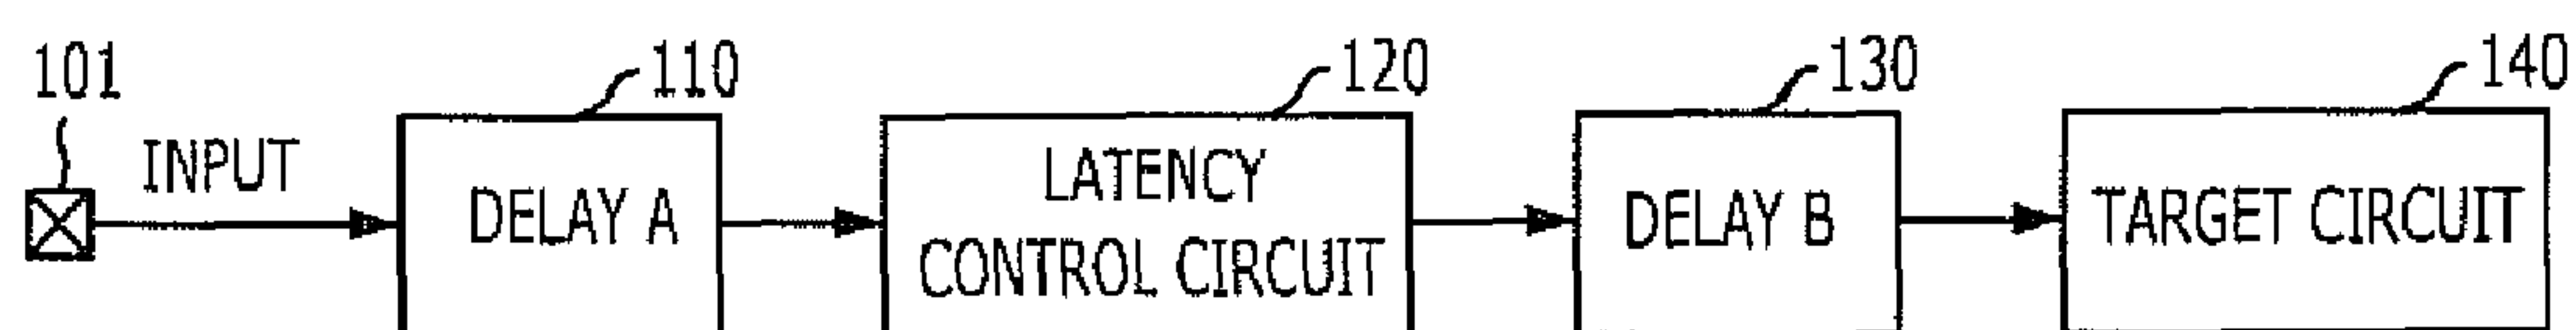 101
INPUT
110
DELAY A
120
LATENCY
CONTROL CIRCUIT
130
DELAY B
140
TARGET CIRCUIT